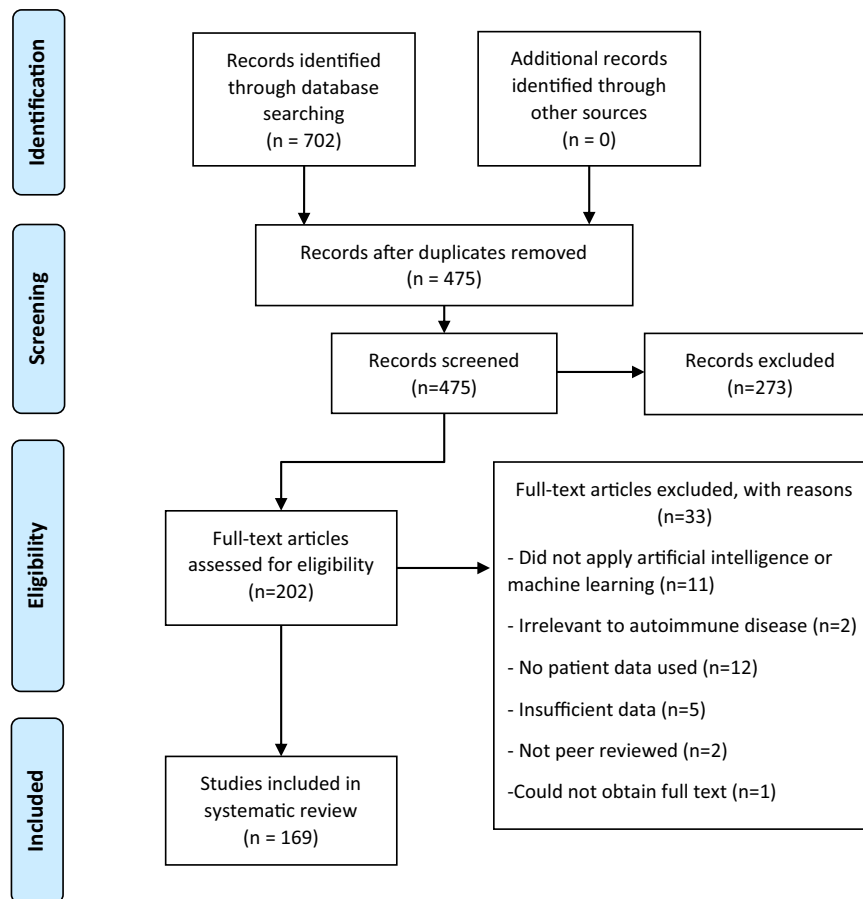 Identification
Records identified
through database
searching
(n = 702)
Additional records
identified through
other sources
(n = 0)
Screening
Records after duplicates removed
(n = 475)
Records screened
(n=475)
Records excluded
(n=273)
Eligibility
Full-text articles
assessed for eligibility
(n=202)
Full-text articles excluded, with reasons
(n=33)
- Did not apply artificial intelligence or
machine learning (n=11)
- Irrelevant to autoimmune disease (n=2)
- No patient data used (n=12)
- Insufficient data (n=5)
- Not peer reviewed (n=2)
-Could not obtain full text (n=1)
Included
Studies included in
systematic review
(n = 169)